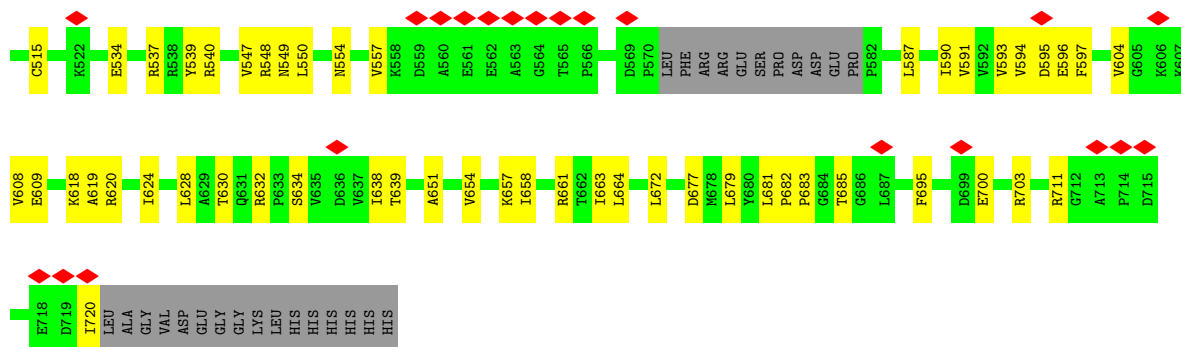 C515 K522 E534 R537 R538 Y539 R540 V547 R548 N549 L550 N554 V557 K558 D559 A560 E561 E562 A563 G564 T565 P566 D569 P570 LEU PHE ARG ARG GLU SER PRO ASP ASP GLU PRO P582 L587 I590 V591 V592 V593 V594 D595 E596 F597 V604 G605 K606 K607
V608 E609 K618 A619 R620 I624 L628 A629 T630 Q631 R632 P633 S634 V635 D636 V637 I638 T639 A651 V654 K657 I658 R661 T662 I663 L664 L672 D677 M678 L679 Y680 L681 P682 P683 G684 T685 G686 L687 F695 D699 E700 R703 R711 G712 A713 P714 D715
E718 D719 I720 LEU ALA GLY VAL ASP GLU GLY GLY LYS LEU HIS HIS HIS HIS HIS HIS